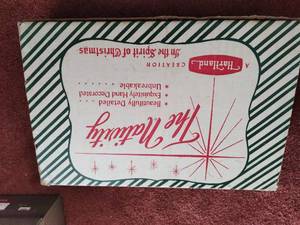 The Nativity
• Beautifully Detailed
• Exquisitely Hand Decorated
• Unbreakable . . . . .
A
Hartland
CREATION
In the Spirit of Christmas